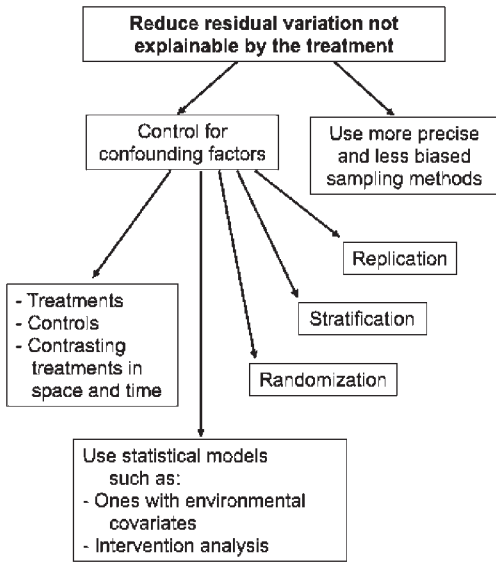 Reduce residual variation not
explainable by the treatment
Control for
confounding factors
Use more precise
and less biased
sampling methods
Replication
- Treatments
- Controls
- Contrasting
treatments in
space and time
Stratification
Randomization
Use statistical models
such as:
- Ones with environmental
covariates
- Intervention analysis